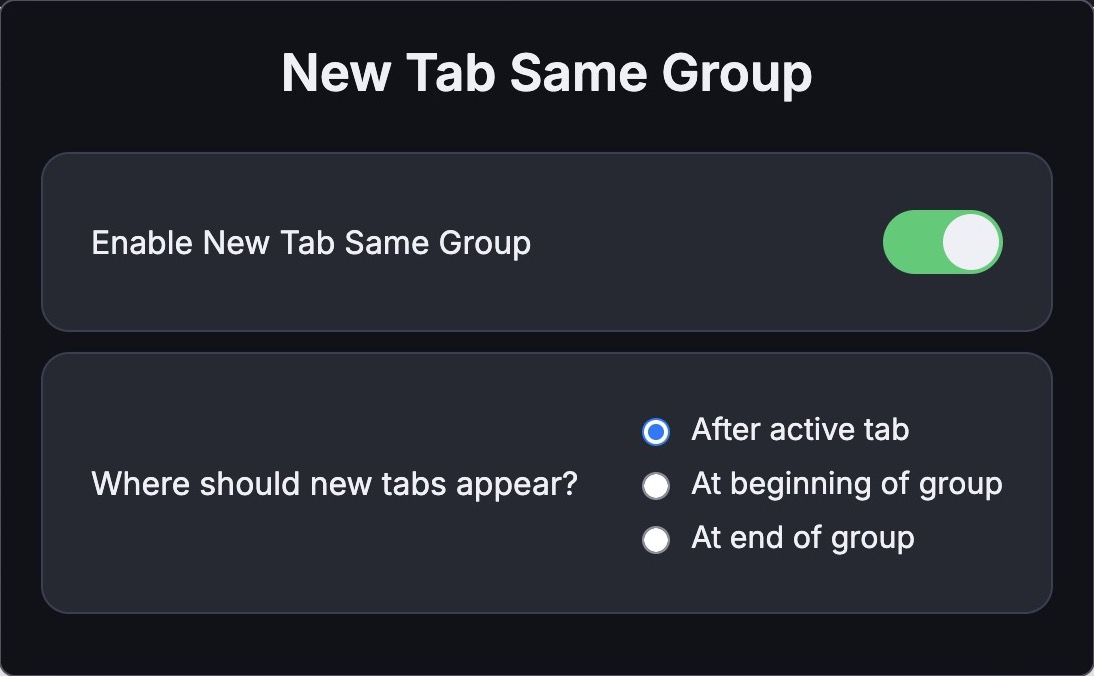 New Tab Same Group
Enable New Tab Same Group
Where should new tabs appear?
After active tab
At beginning of group
At end of group